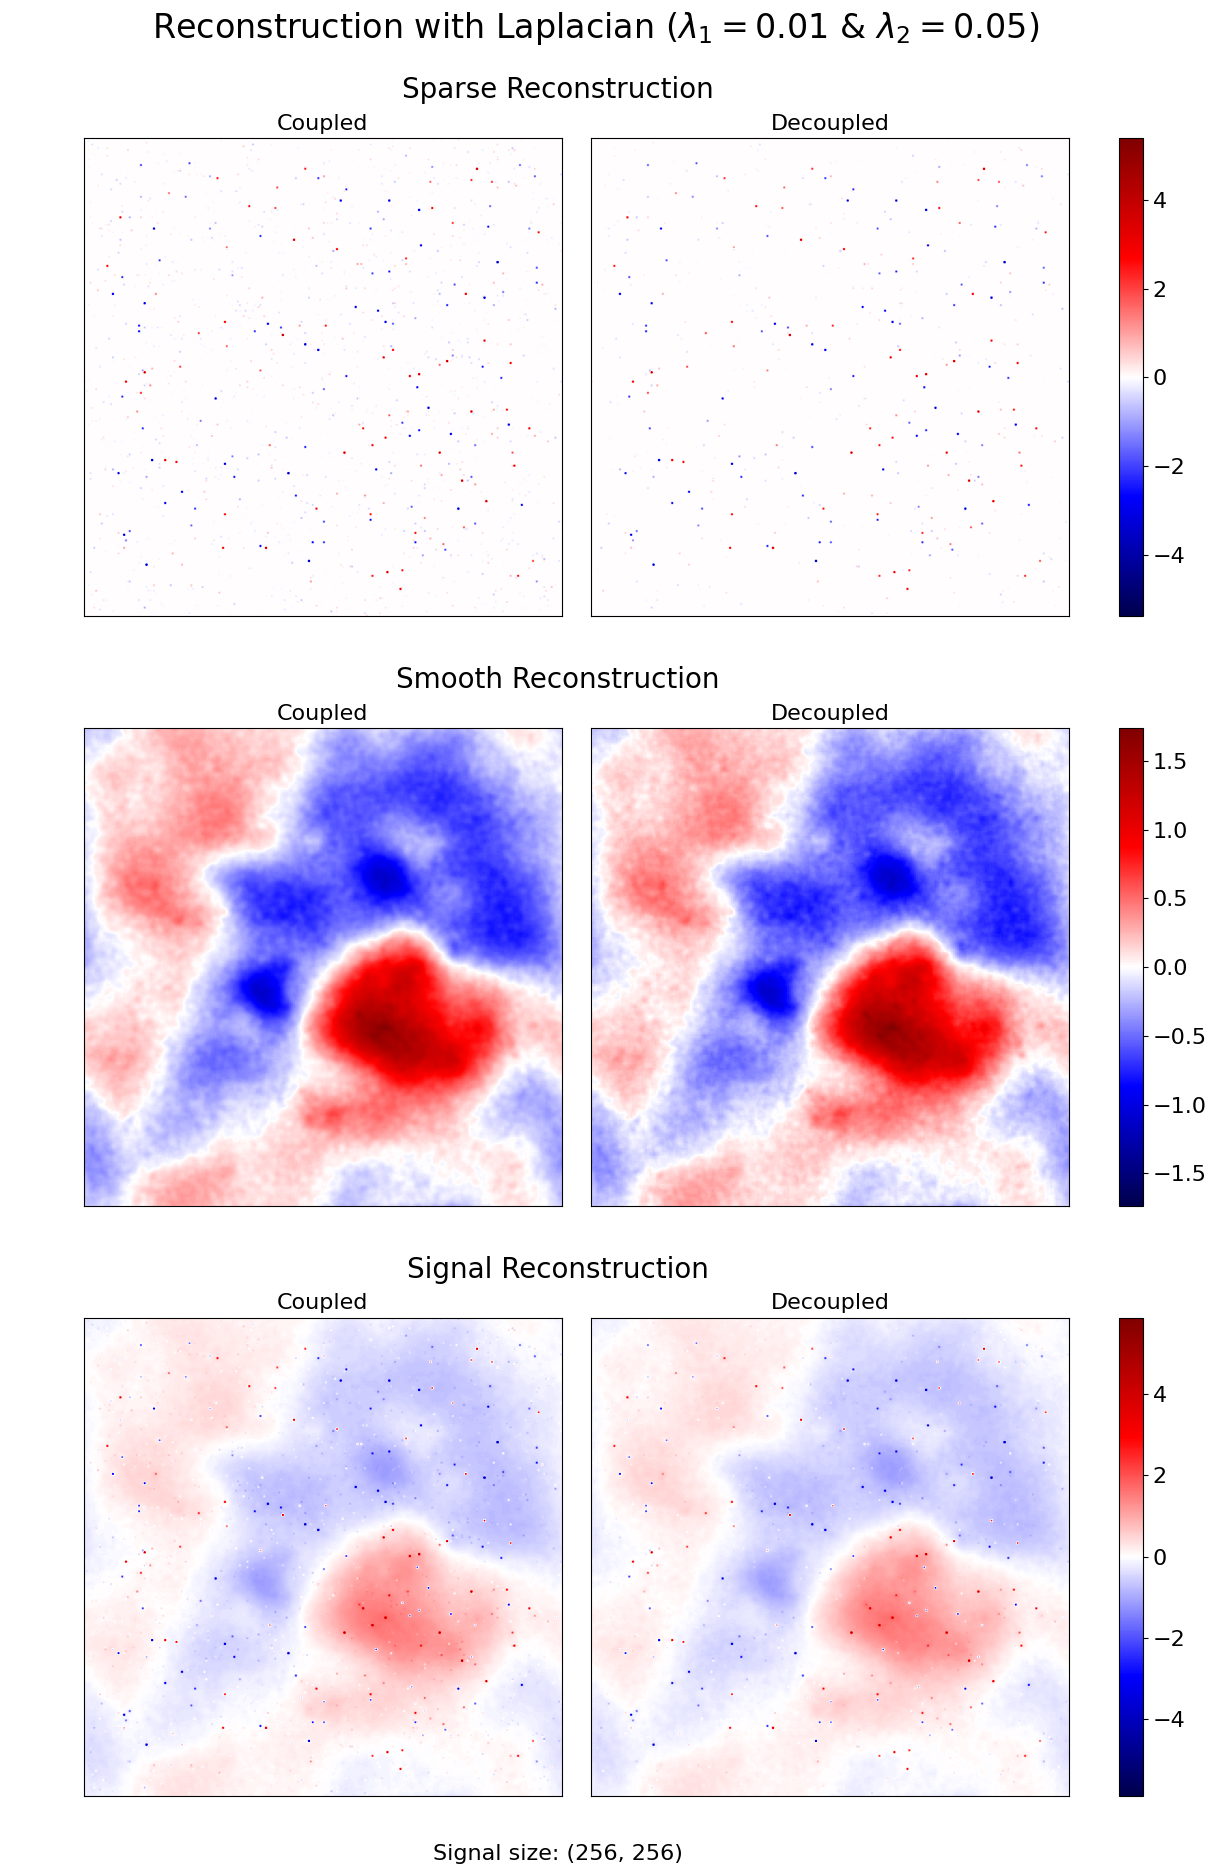 Reconstruction with Laplacian (λ₁ = 0.01 & λ₂ = 0.05)
Sparse Reconstruction
Coupled
Decoupled
4
2
0
−2
−4
Smooth Reconstruction
Coupled
Decoupled
1.5
1.0
0.5
0.0
−0.5
−1.0
−1.5
Signal Reconstruction
Coupled
Decoupled
4
2
0
−2
−4
Signal size: (256, 256)